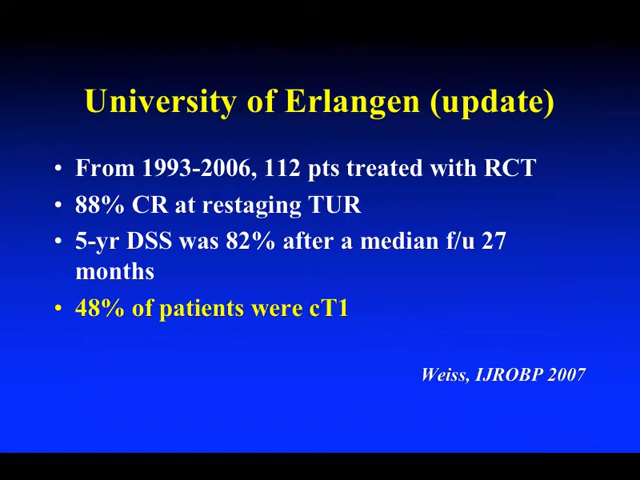 University of Erlangen (update)
• From 1993-2006, 112 pts treated with RCT
• 88% CR at restaging TUR
• 5-yr DSS was 82% after a median f/u 27
months
• 48% of patients were cT1
Weiss, IJROBP 2007